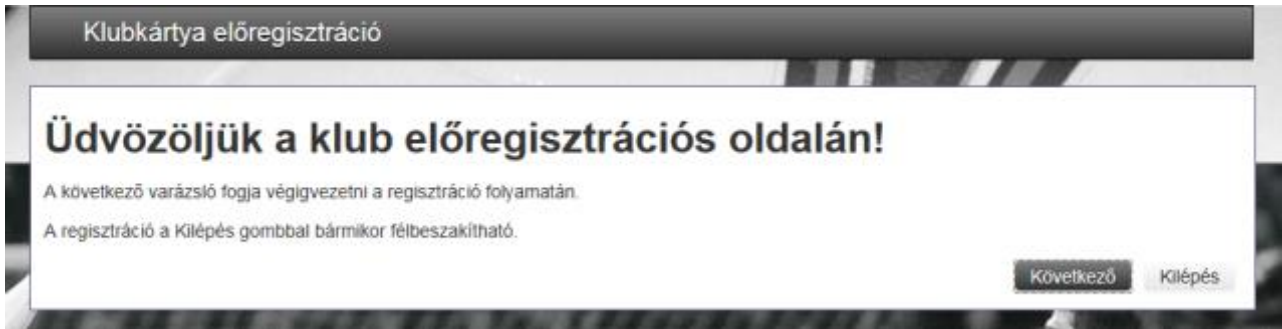 Klubkártya előregisztráció
Üdvözöljük a klub előregisztrációs oldalán!
A következő varázsló fogja végigvezetni a regisztráció folyamatán.
A regisztráció a Kilépés gombbal bármikor félbeszakítható.
Következő Kilépés